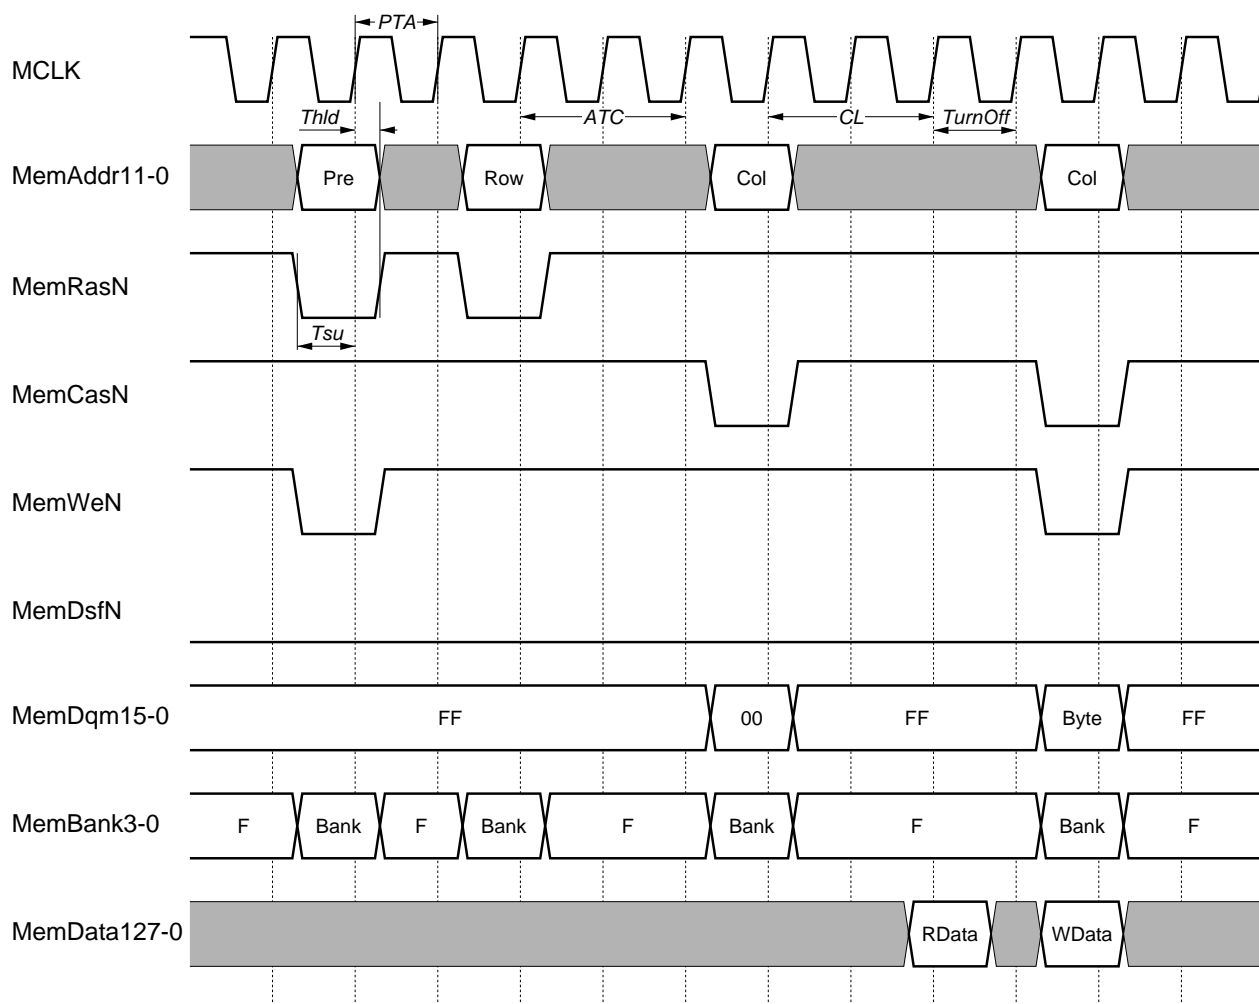 PTA
MCLK
Thld ATC CL TurnOff
MemAddr11-0 Pre Row Col Col
MemRasN
Tsu
MemCasN
MemWeN
MemDsfN
MemDqm15-0 FF 00 FF Byte FF
MemBank3-0 F Bank F Bank F Bank F Bank F
MemData127-0 RData WData